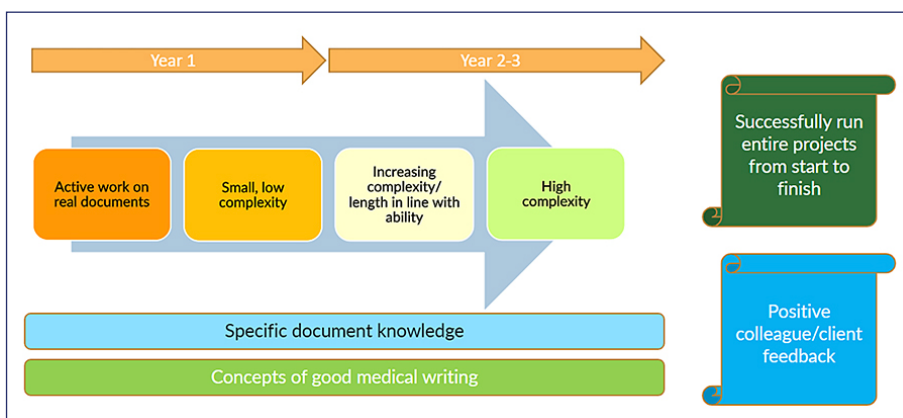 Year 1
Year 2-3
Active work on
real documents
Small, low
complexity
Increasing
complexity/
length in line with
ability
High
complexity
Specific document knowledge
Concepts of good medical writing
Successfully run
entire projects
from start to
finish
Positive
colleague/client
feedback